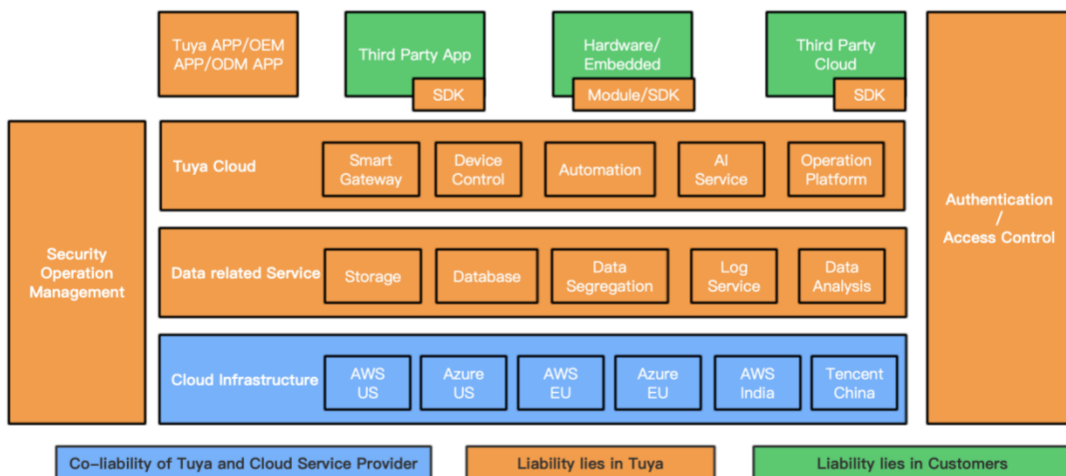 Tuya APP/OEM
APP/ODM APP
Third Party App
SDK
Hardware/
Embedded
Module/SDK
Third Party
Cloud
SDK
Security
Operation
Management
Tuya Cloud
Smart
Gateway
Device
Control
Automation
AI
Service
Operation
Platform
Authentication
/
Access Control
Data related Service
Storage
Database
Data
Segregation
Log
Service
Data
Analysis
Cloud Infrastructure
AWS
US
Azure
US
AWS
EU
Azure
EU
AWS
India
Tencent
China
Co-liability of Tuya and Cloud Service Provider
Liability lies in Tuya
Liability lies in Customers